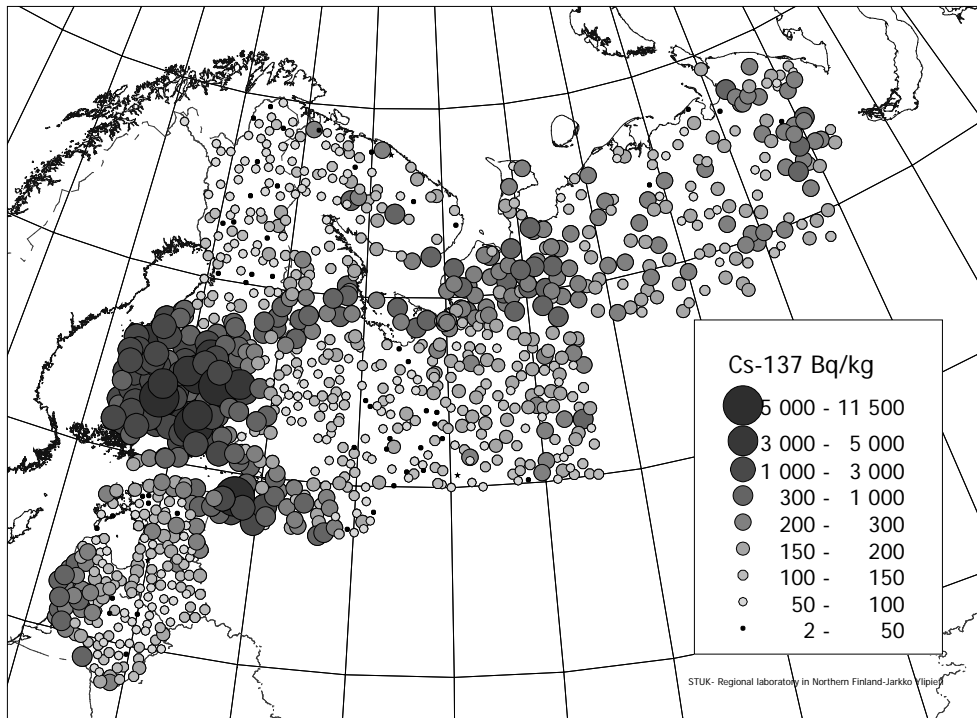 Cs-137 Bq/kg
5 000 - 11 500
3 000 - 5 000
1 000 - 3 000
300 - 1 000
200 - 300
150 - 200
100 - 150
50 - 100
2 - 50
STUK- Regional laboratory in Northern Finland-Jarkko Ylipieti